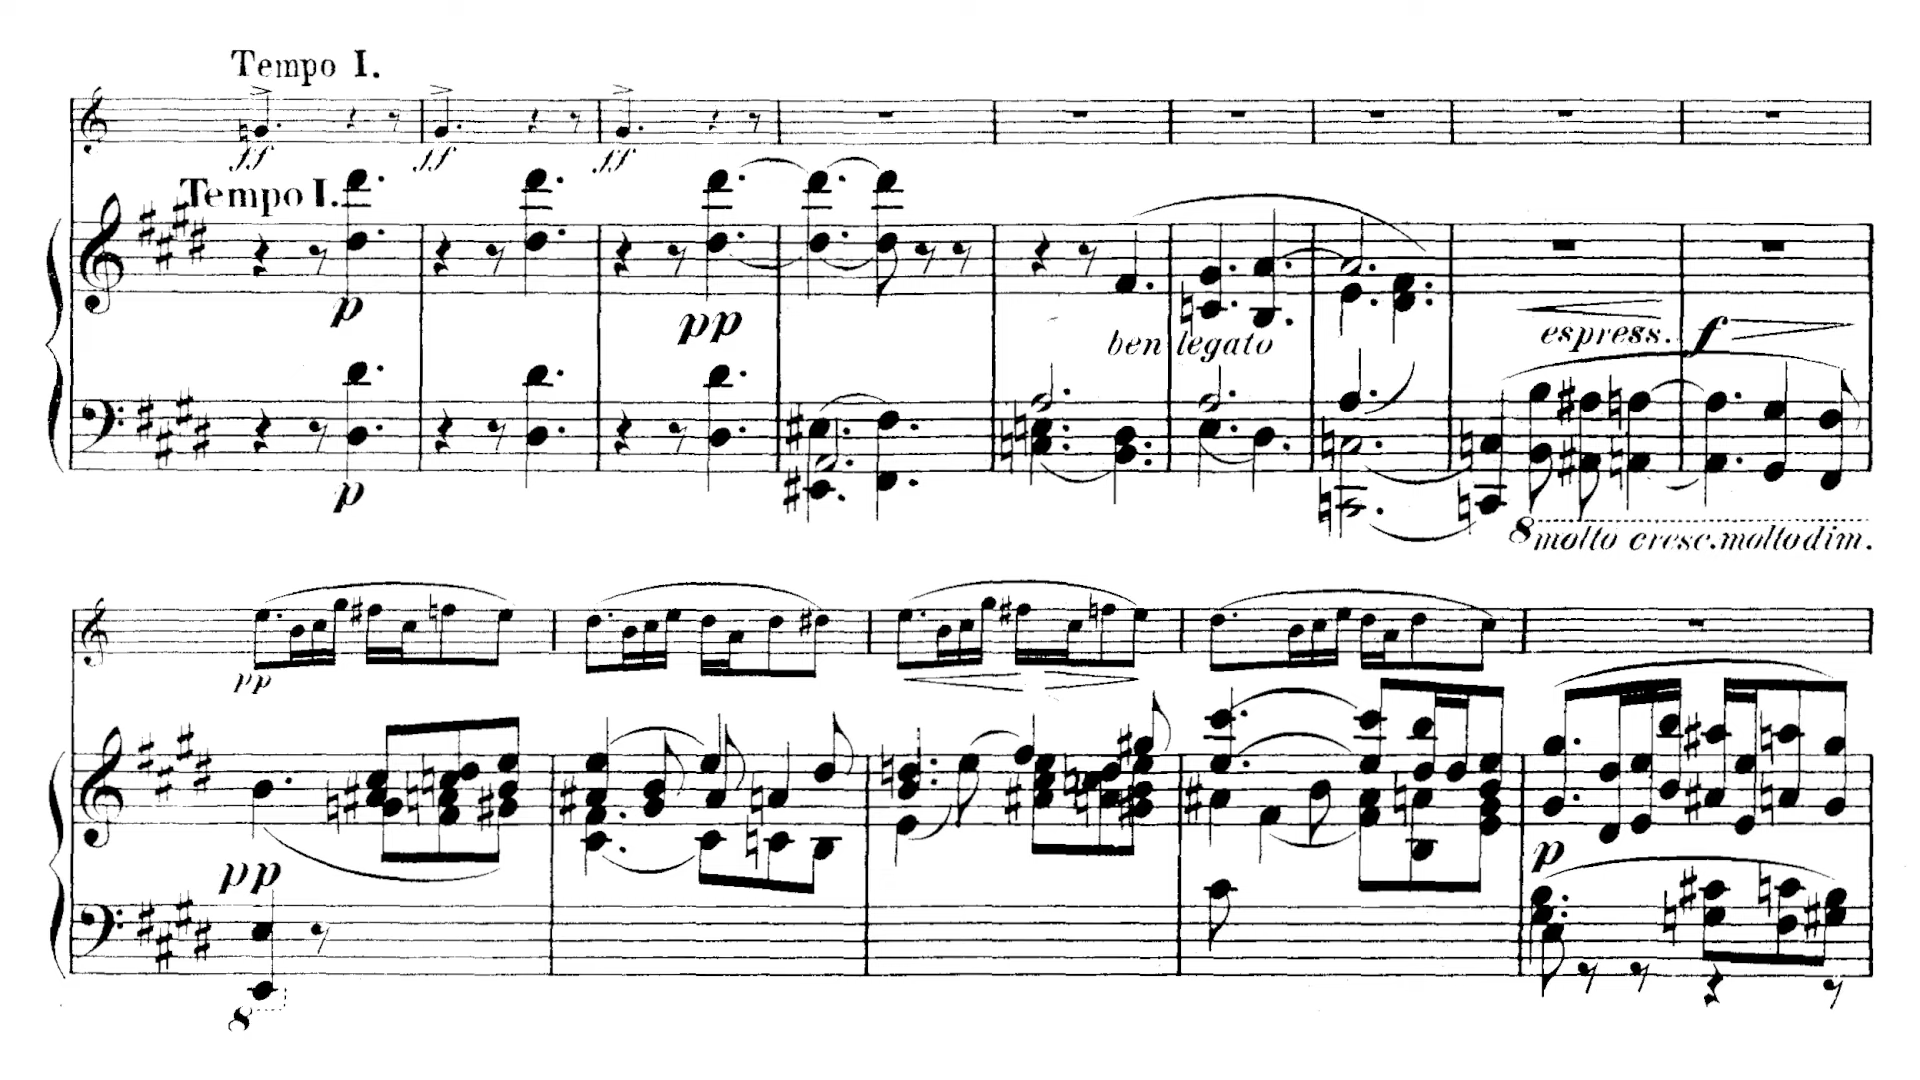 Tempo I.
ff ff ff
Tempo I.
p pp
ben legato
espress. f
p
8 molto cresc. molto dim.
pp
pp p
8